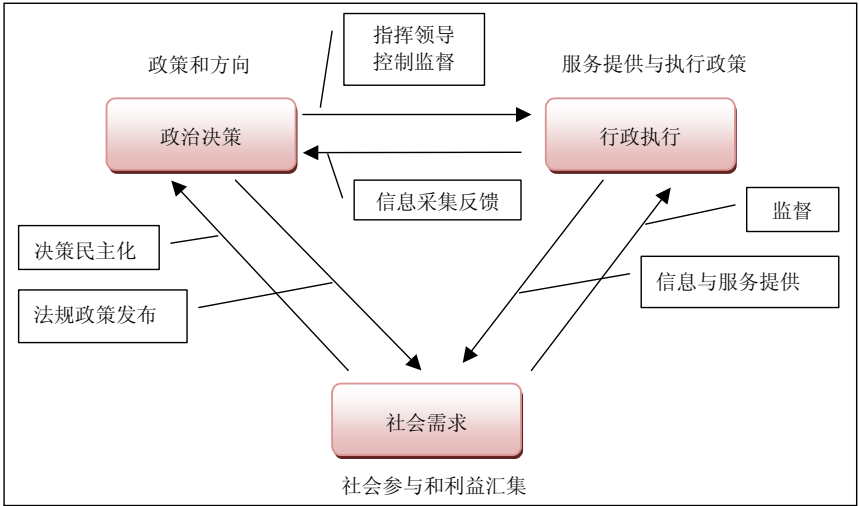 指挥领导
控制监督
政策和方向
服务提供与执行政策
政治决策
行政执行
信息采集反馈
监督
决策民主化
信息与服务提供
法规政策发布
社会需求
社会参与和利益汇集